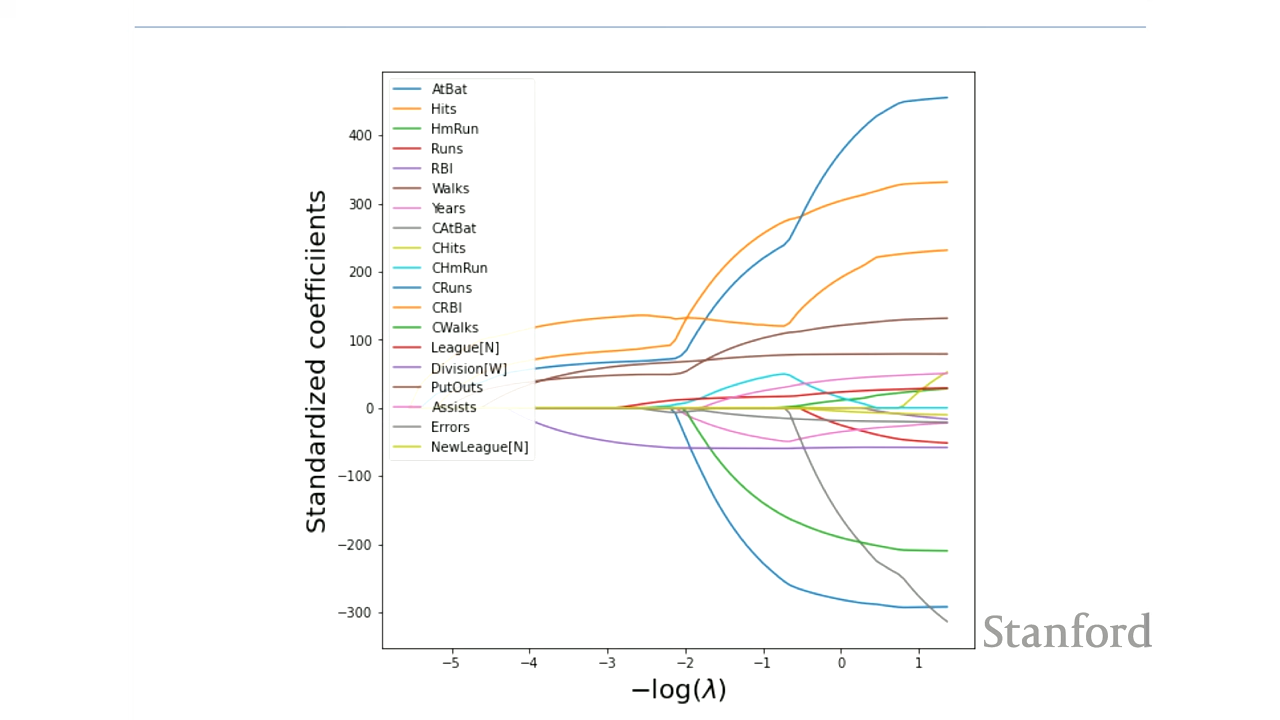 AtBat
Hits
HmRun
Runs
RBI
Walks
Years
CAtBat
CHits
CHmRun
CRuns
CRBI
CWalks
League[N]
Division[W]
PutOuts
Assists
Errors
NewLeague[N]
400
300
200
100
0
−100
−200
−300
Standardized coefficiients
−5 −4 −3 −2 −1 0 1
−log(λ)
Stanford